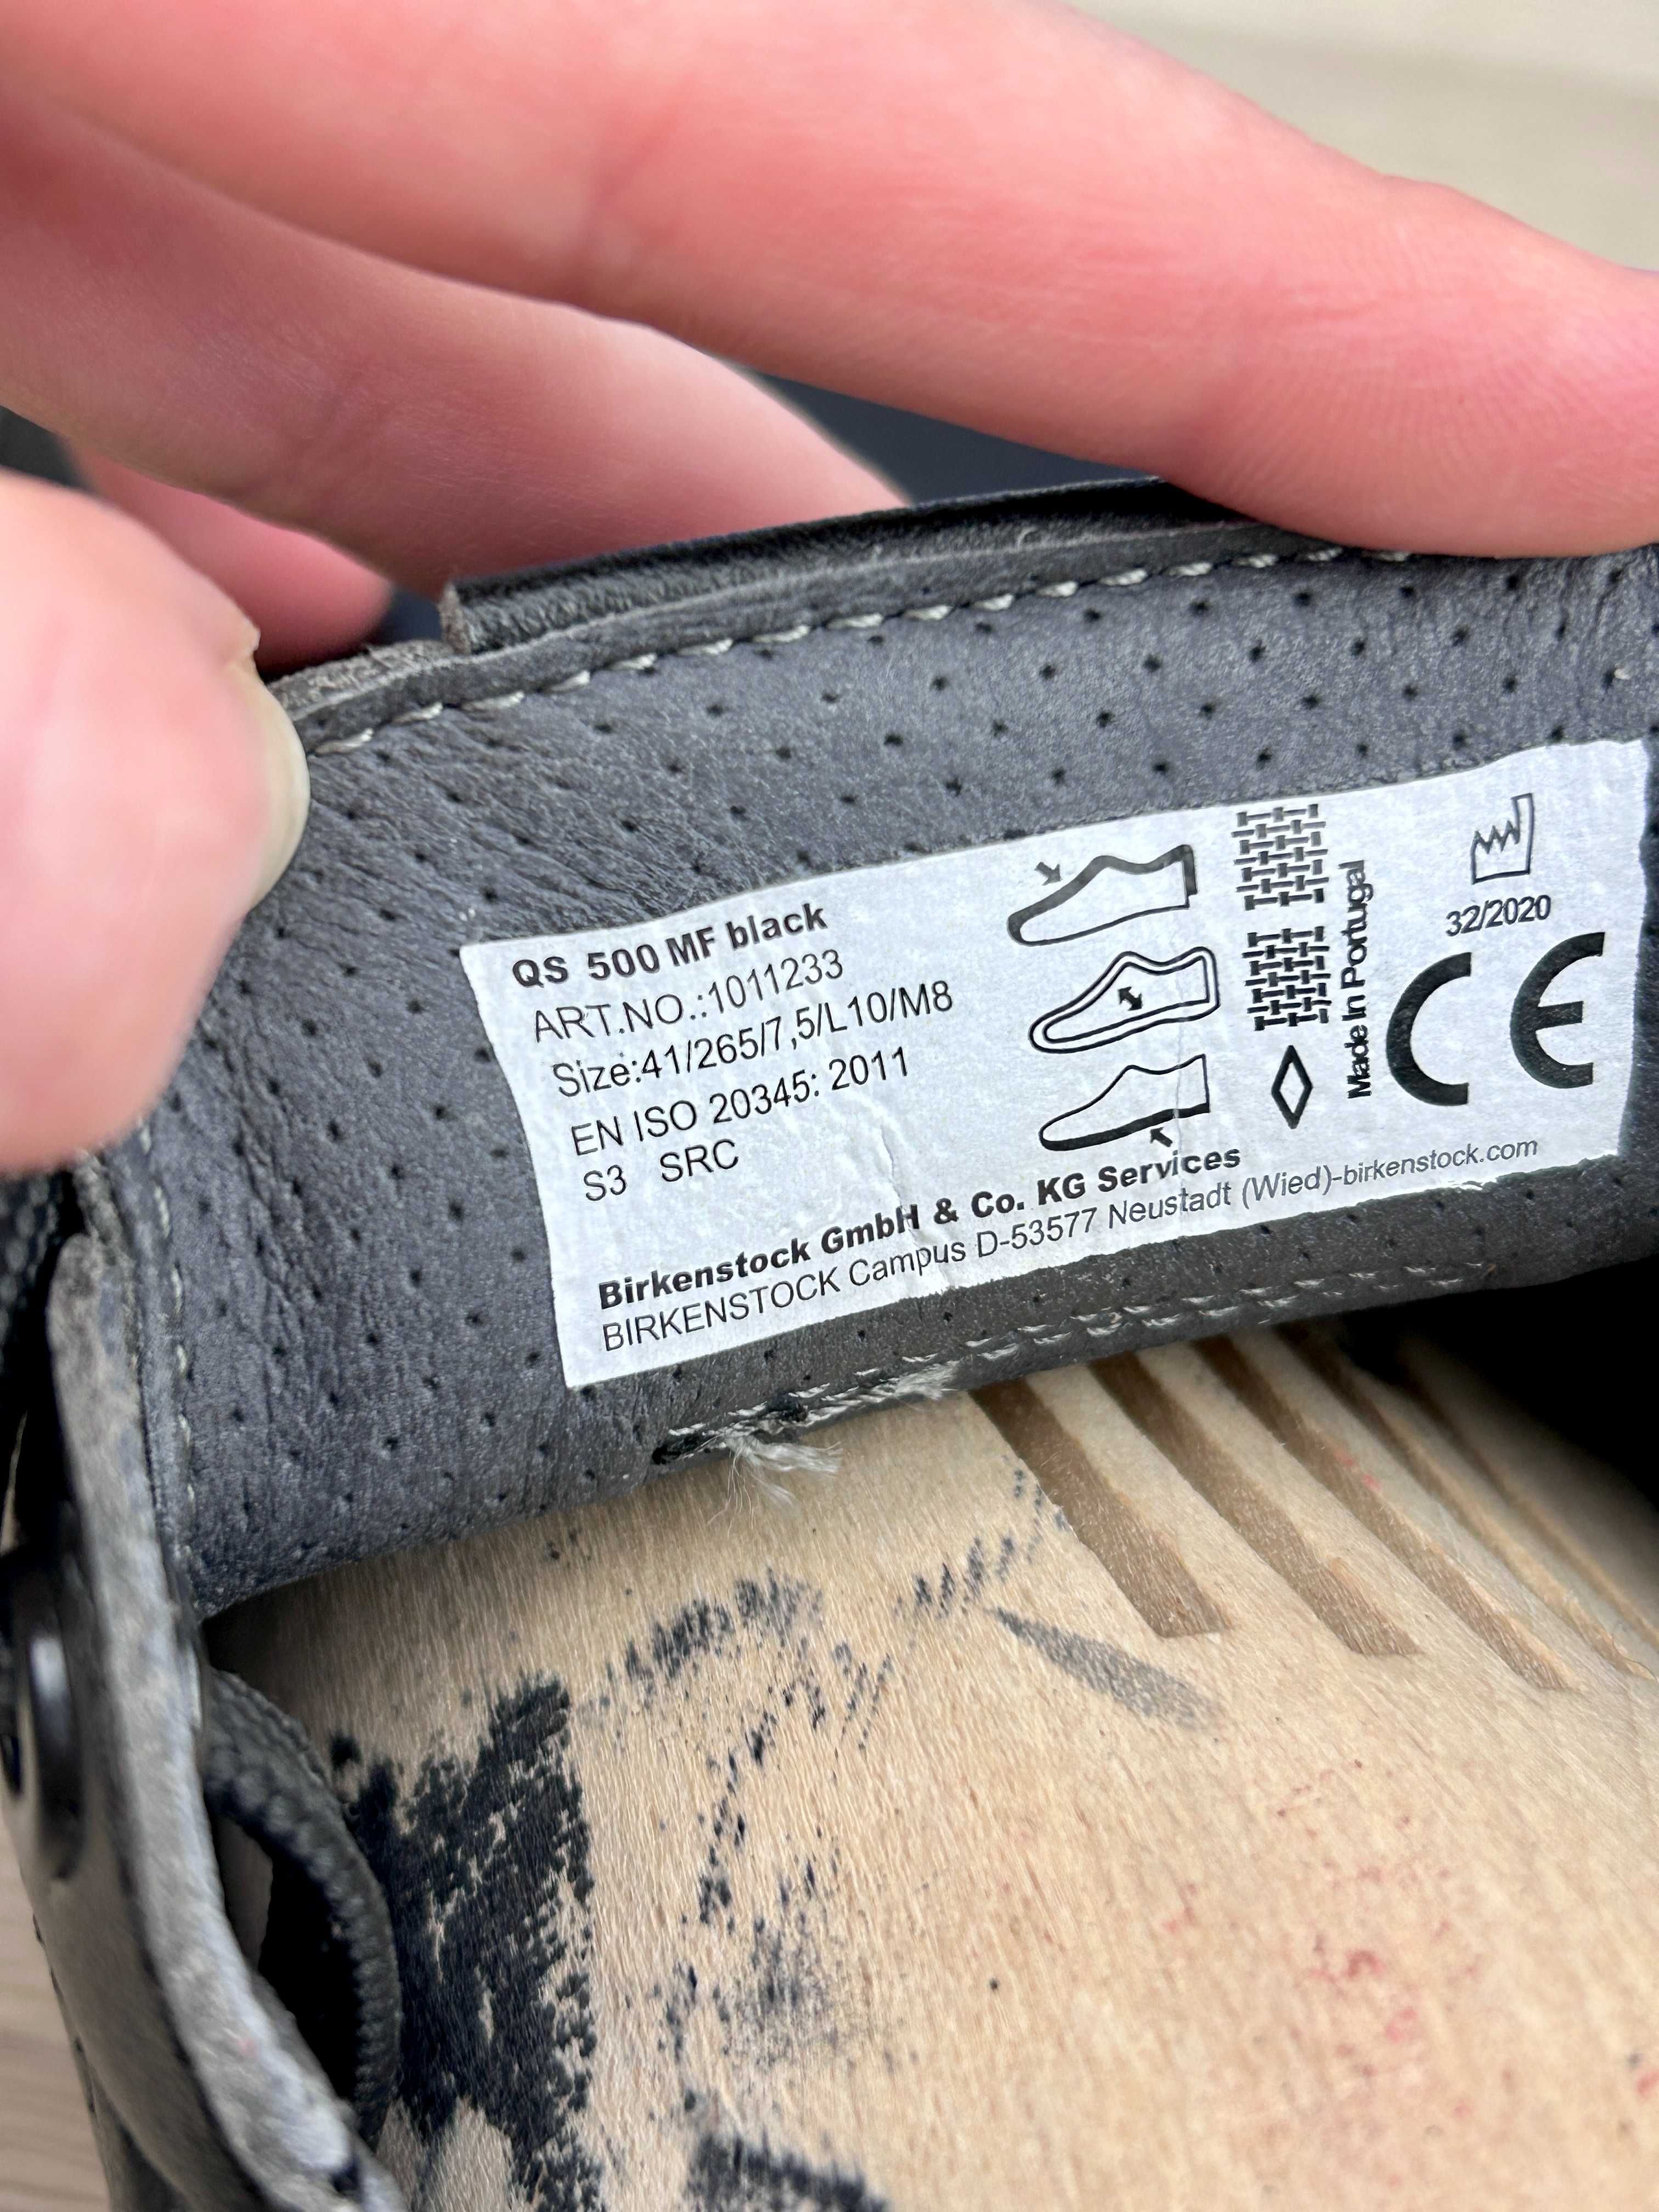 QS 500 MF black
ART.NO.:1011233
Size:41/265/7,5/L10/M8
EN ISO 20345: 2011
S3 SRC
Birkenstock GmbH & Co. KG Services
BIRKENSTOCK Campus D-53577 Neustadt (Wied)-birkenstock.com
Made in Portugal
32/2020
CE